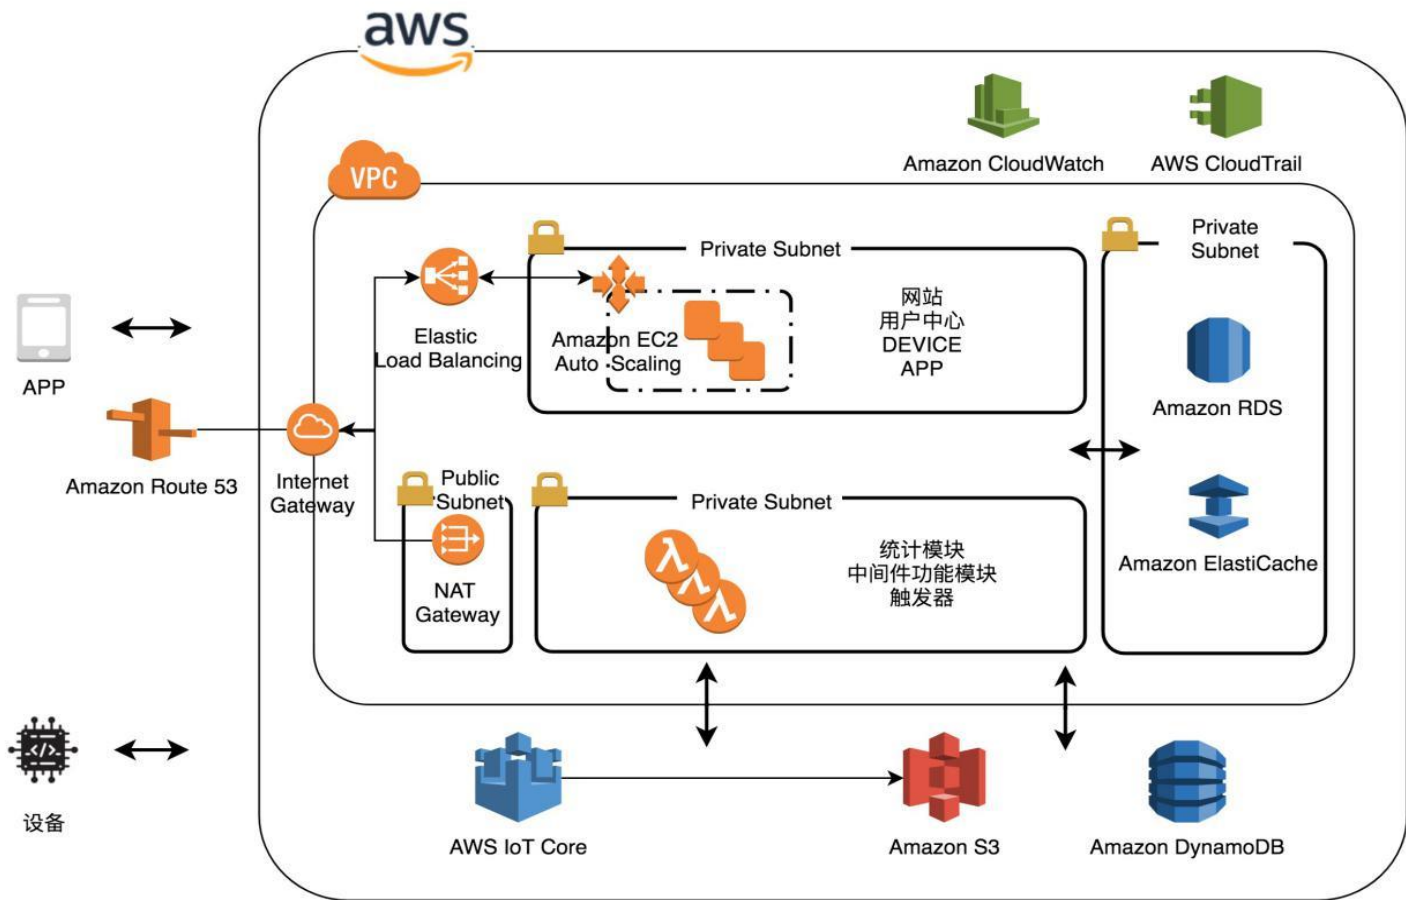 aws
Amazon CloudWatch
AWS CloudTrail
VPC
Private Subnet
Private
Subnet
网站
用户中心
DEVICE
APP
Elastic
Load Balancing
Amazon EC2
Auto Scaling
APP
Amazon RDS
Amazon Route 53
Internet
Gateway
Public
Subnet
Private Subnet
NAT
Gateway
λ
λ
λ
统计模块
中间件功能模块
触发器
Amazon ElastiCache
</>
设备
AWS IoT Core
Amazon S3
Amazon DynamoDB